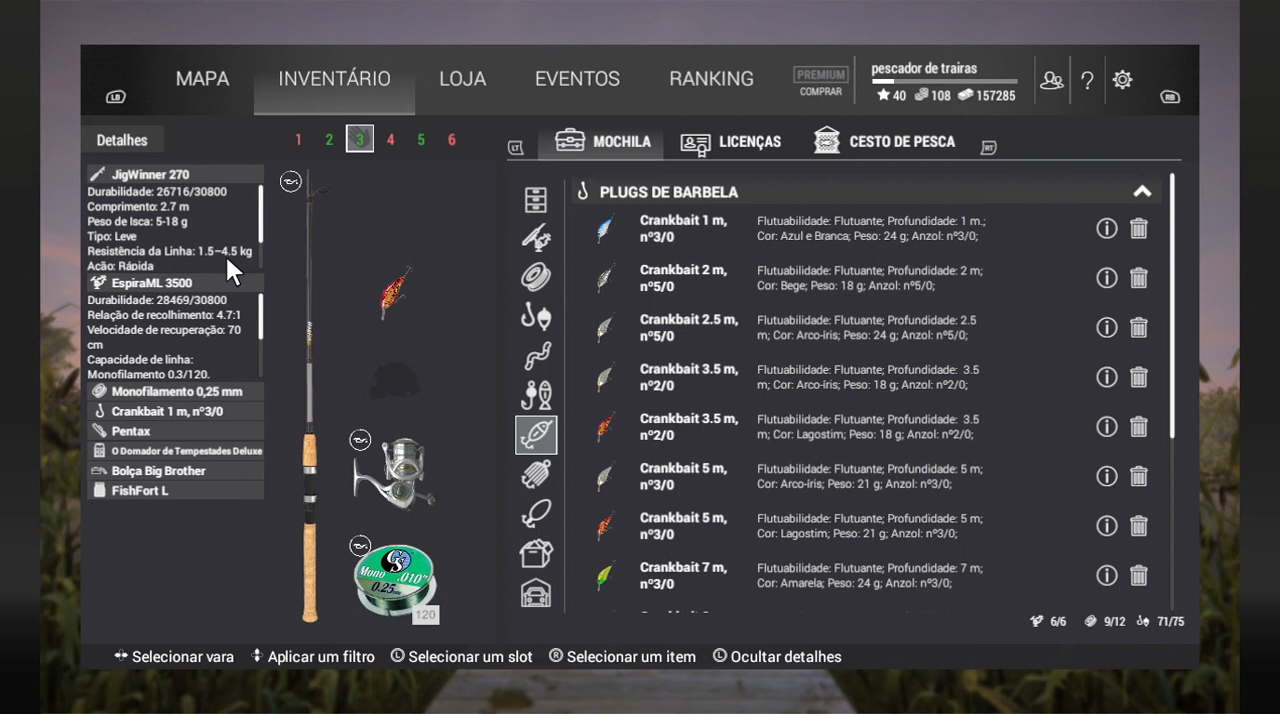 MAPA
INVENTÁRIO
LOJA
EVENTOS
RANKING
PREMIUM
COMPRAR
pescador de trairas
40
108
157285
?
LB
RB
Detalhes
1 2 3 4 5 6
LT
MOCHILA
LICENÇAS
CESTO DE PESCA
RT
JigWinner 270
Durabilidade: 26716/30800
Comprimento: 2.7 m
Peso de Isca: 5-18 g
Tipo: Leve
Resistência da Linha: 1.5–4.5 kg
Ação: Rápida
EspiraML 3500
Durabilidade: 28469/30800
Relação de recolhimento: 4.7:1
Velocidade de recuperação: 70
cm
Capacidade de linha:
Monofilamento 0.3/120.
Monofilamento 0,25 mm
Crankbait 1 m, nº3/0
Pentax
O Domador de Tempestades Deluxe
Bolça Big Brother
FishFort L
Mono .010"
0.25mm
120
PLUGS DE BARBELA
Crankbait 1 m,
nº3/0
Flutuabilidade: Flutuante; Profundidade: 1 m.;
Cor: Azul e Branca; Peso: 24 g; Anzol: nº3/0;
Crankbait 2 m,
nº5/0
Flutuabilidade: Flutuante; Profundidade: 2 m;
Cor: Bege; Peso: 18 g; Anzol: nº5/0;
Crankbait 2.5 m,
nº5/0
Flutuabilidade: Flutuante; Profundidade: 2.5
m; Cor: Arco-íris; Peso: 24 g; Anzol: nº5/0;
Crankbait 3.5 m,
nº2/0
Flutuabilidade: Flutuante; Profundidade: 3.5
m; Cor: Arco-íris; Peso: 18 g; Anzol: nº2/0;
Crankbait 3.5 m,
nº2/0
Flutuabilidade: Flutuante; Profundidade: 3.5
m; Cor: Lagostim; Peso: 18 g; Anzol: nº2/0;
Crankbait 5 m,
nº3/0
Flutuabilidade: Flutuante; Profundidade: 5 m;
Cor: Arco-íris; Peso: 21 g; Anzol: nº3/0;
Crankbait 5 m,
nº3/0
Flutuabilidade: Flutuante; Profundidade: 5 m;
Cor: Lagostim; Peso: 21 g; Anzol: nº3/0;
Crankbait 7 m,
nº3/0
Flutuabilidade: Flutuante; Profundidade: 7 m;
Cor: Amarela; Peso: 24 g; Anzol: nº3/0;
6/6
9/12
71/75
Selecionar vara
Aplicar um filtro
L Selecionar um slot
R Selecionar um item
L Ocultar detalhes